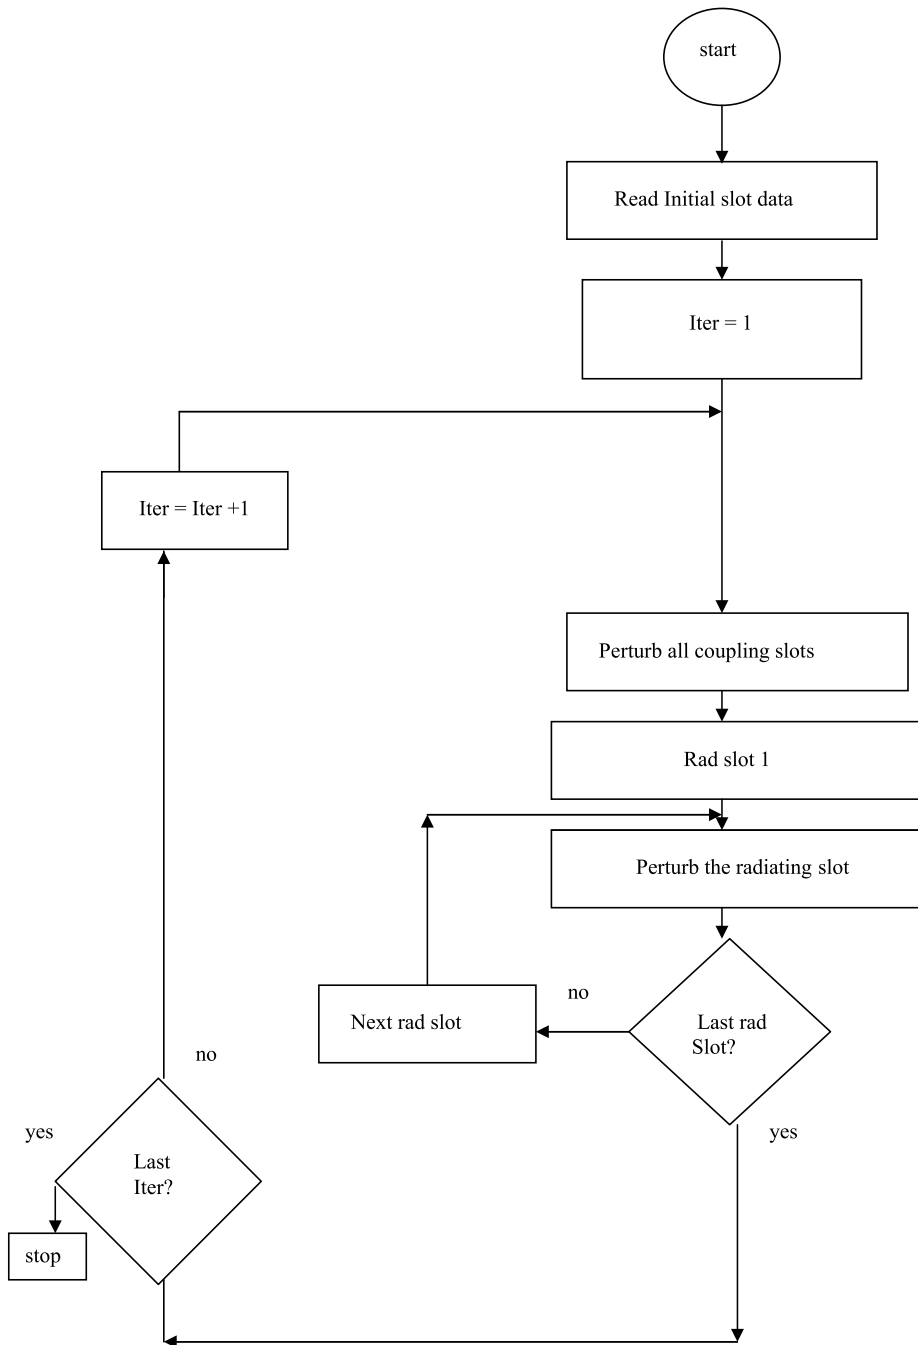 start
Read Initial slot data
Iter = 1
Iter = Iter +1
Perturb all coupling slots
Rad slot 1
Perturb the radiating slot
no
Next rad slot
Last rad
Slot?
no
yes
yes
Last
Iter?
stop